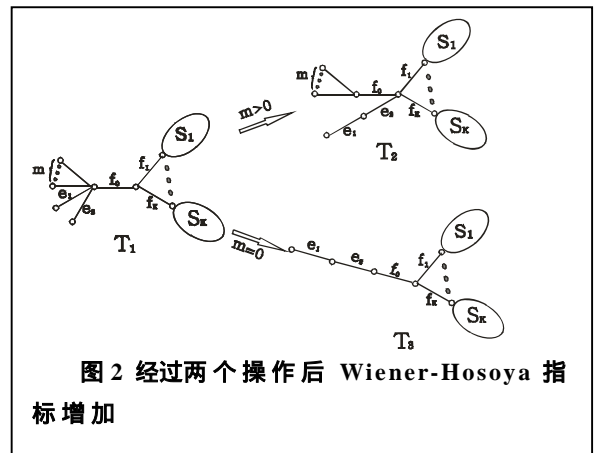 S₁
m
f₀
f₁
m>0
e₂
fₖ
Sₖ
e₁
T₂
S₁
m
f₀
f₁
e₁
e₂
fₖ
Sₖ
T₁
m=0
e₁
e₂
f₀
f₁
S₁
fₖ
Sₖ
T₃
图 2 经过两个操作后 Wiener-Hosoya 指
标增加